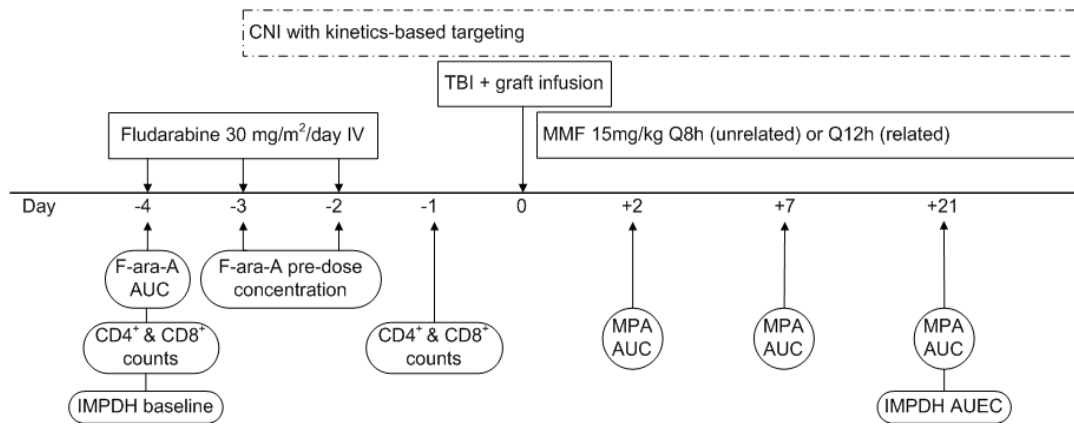 CNI with kinetics-based targeting
TBI + graft infusion
Fludarabine 30 mg/m²/day IV
MMF 15mg/kg Q8h (unrelated) or Q12h (related)
Day -4 -3 -2 -1 0 +2 +7 +21
F-ara-A
AUC
F-ara-A pre-dose
concentration
CD4⁺ & CD8⁺
counts
CD4⁺ & CD8⁺
counts
MPA
AUC
MPA
AUC
MPA
AUC
IMPDH baseline
IMPDH AUEC